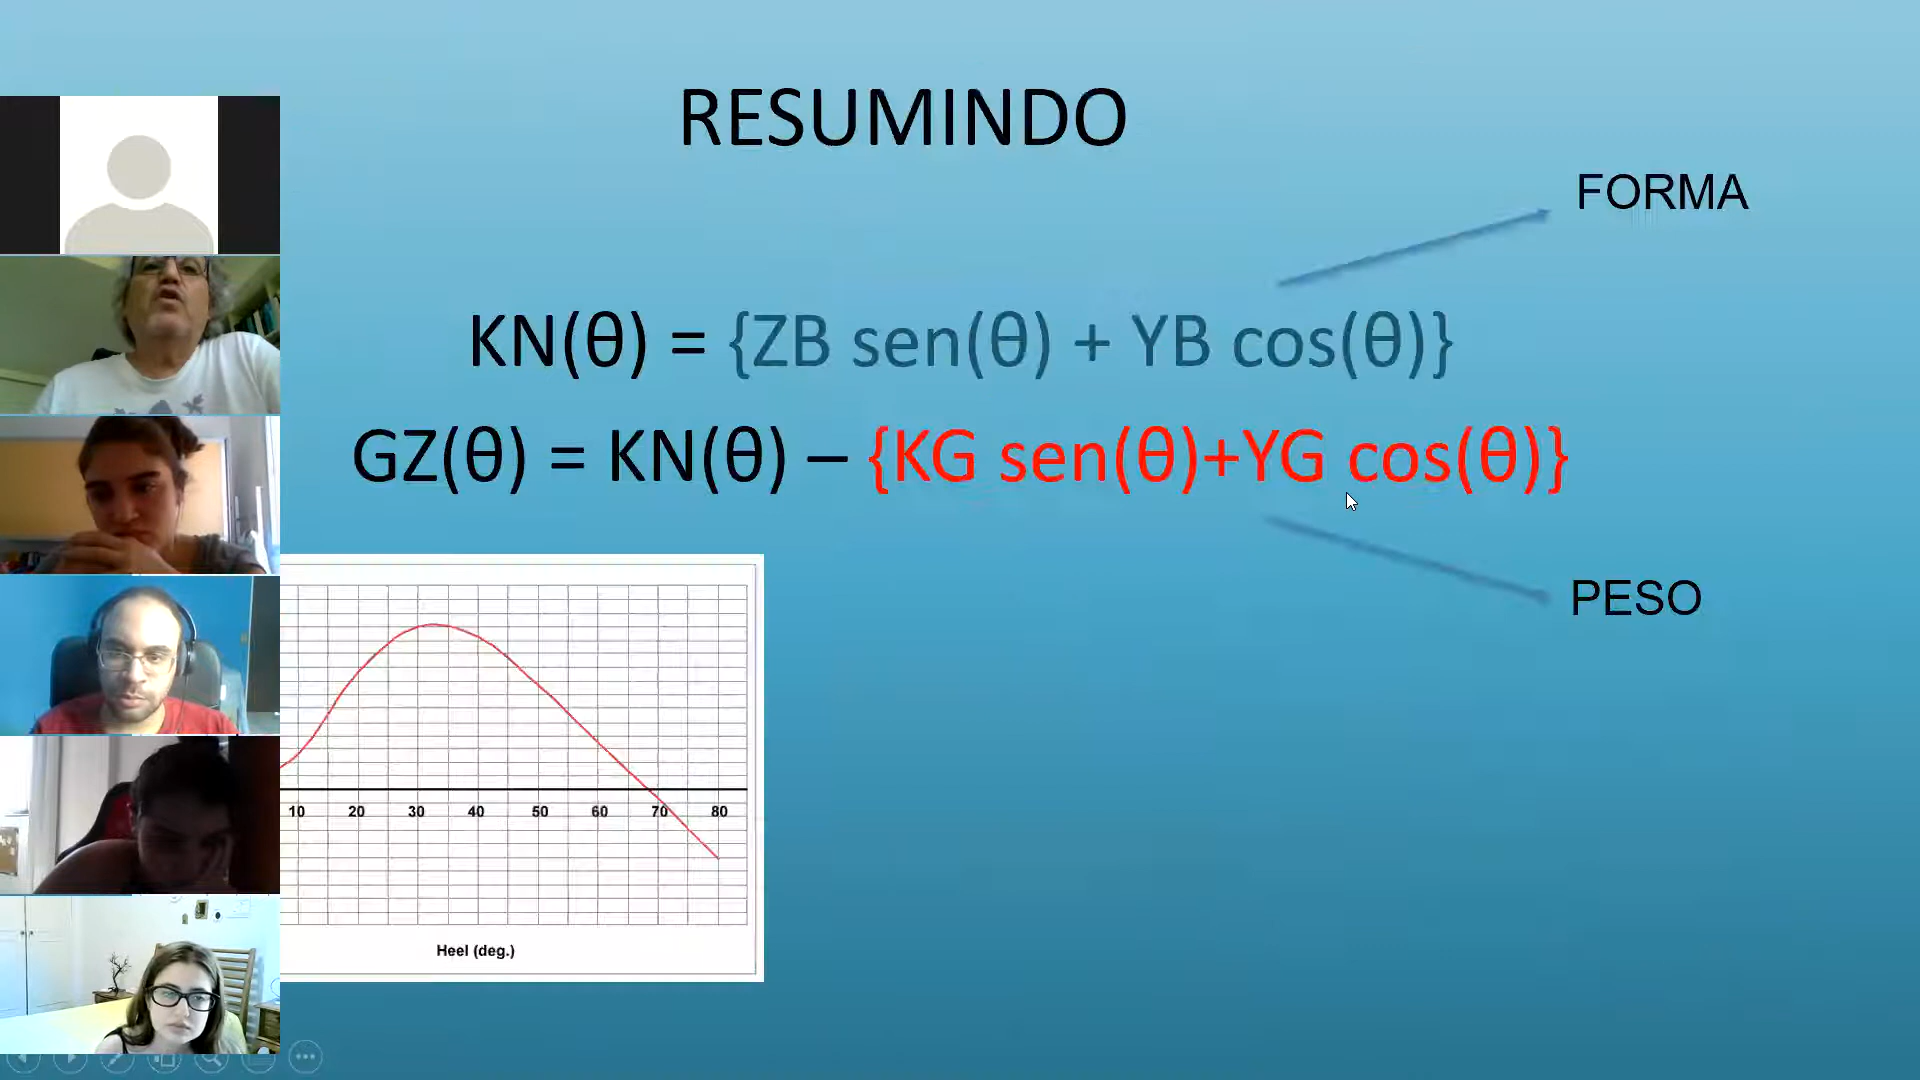 RESUMINDO
FORMA
KN(θ) = {ZB sen(θ) + YB cos(θ)}
GZ(θ) = KN(θ) – {KG sen(θ)+YG cos(θ)}
PESO
10 20 30 40 50 60 70 80
Heel (deg.)